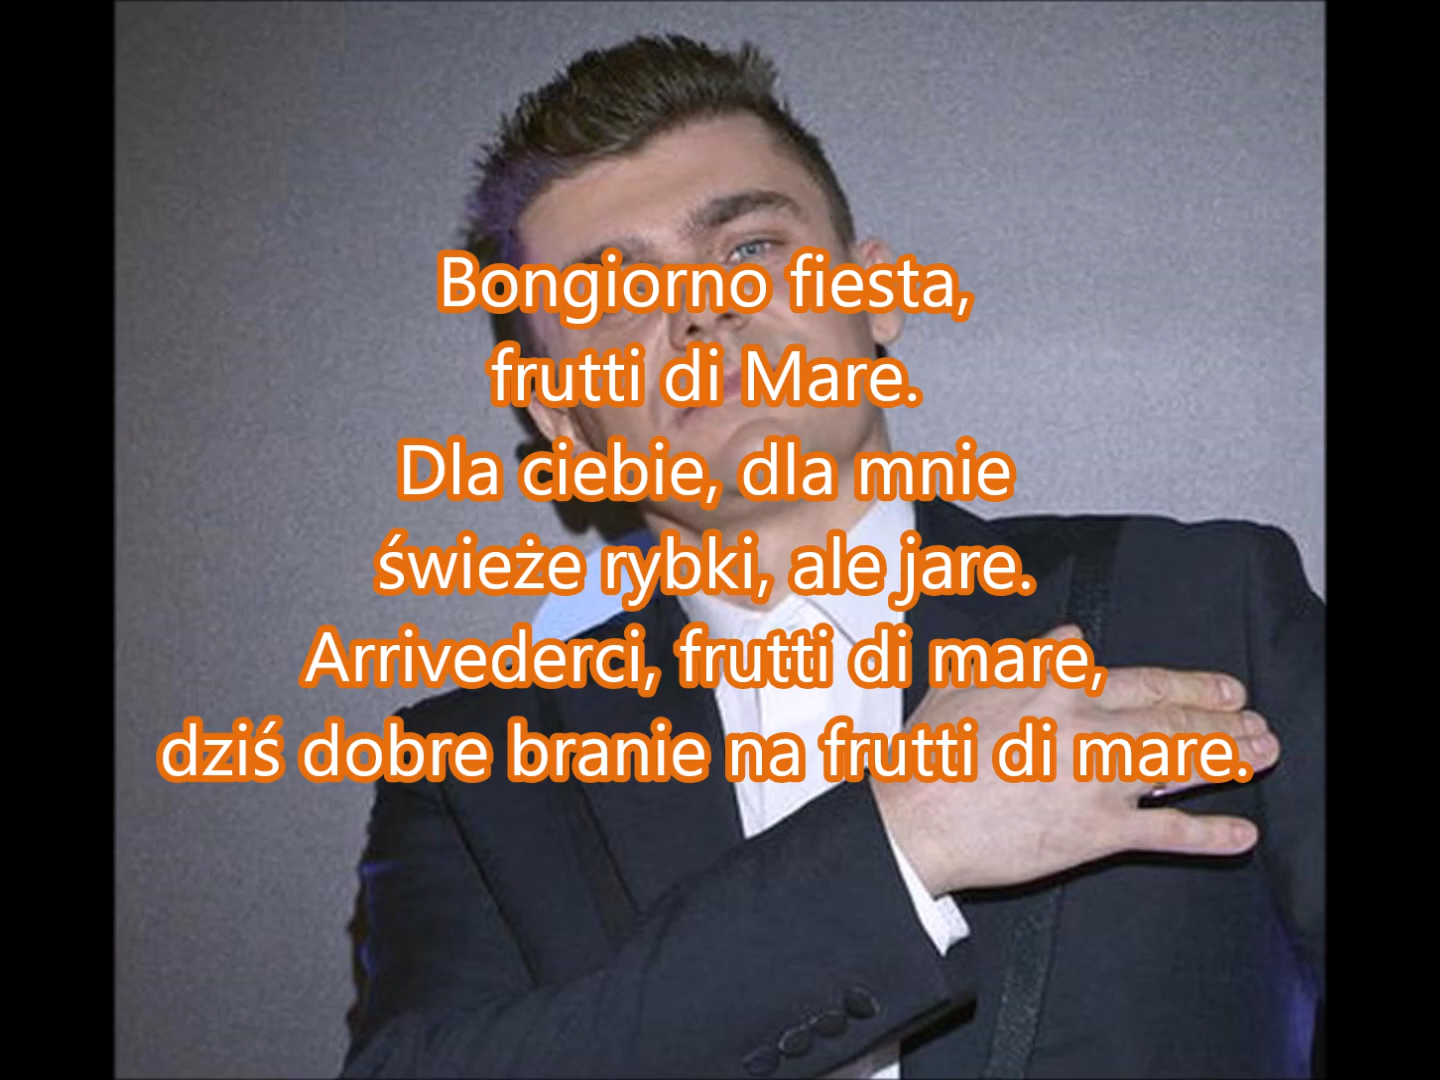 Bongiorno fiesta,
frutti di Mare.
Dla ciebie, dla mnie
świeże rybki, ale jare.
Arrivederci, frutti di mare,
dziś dobre branie na frutti di mare.